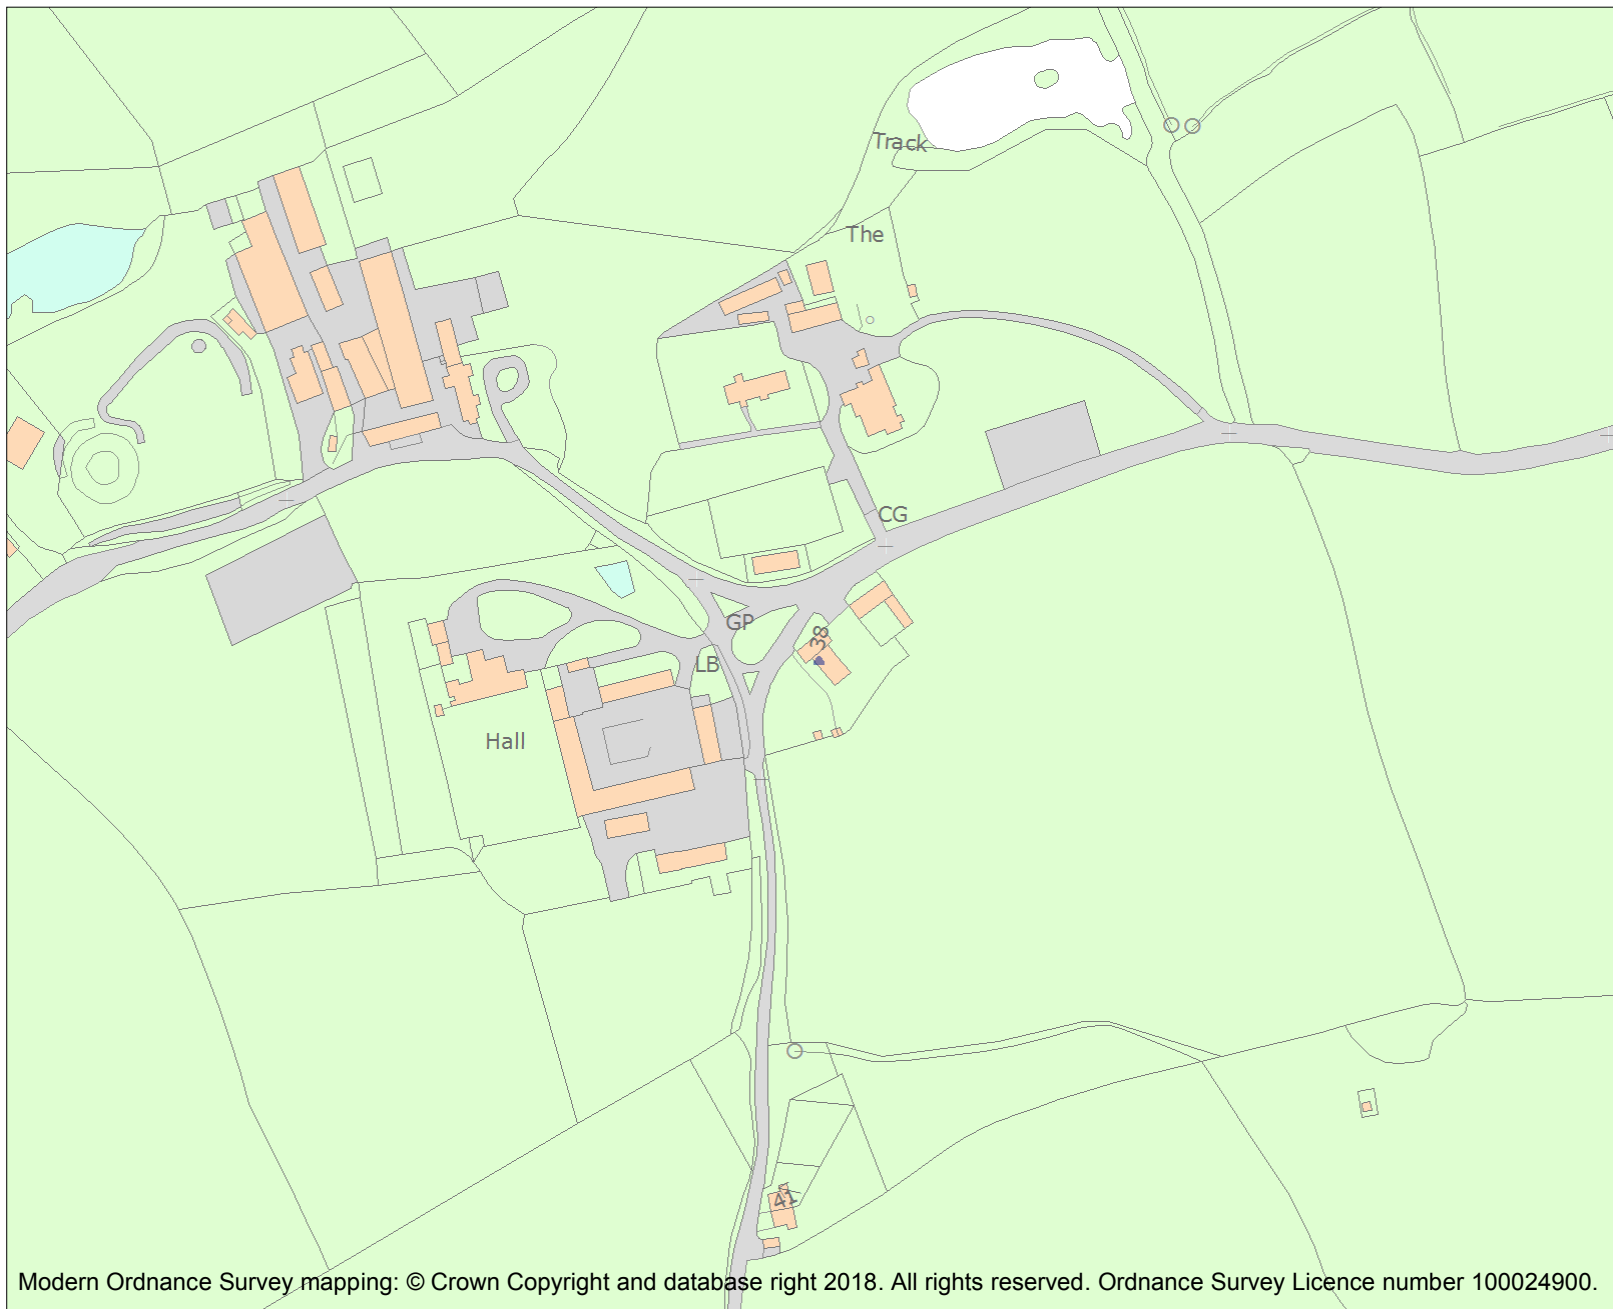 Track
The
CG
GP
38
LB
Hall
41
Modern Ordnance Survey mapping: © Crown Copyright and database right 2018. All rights reserved. Ordnance Survey Licence number 100024900.